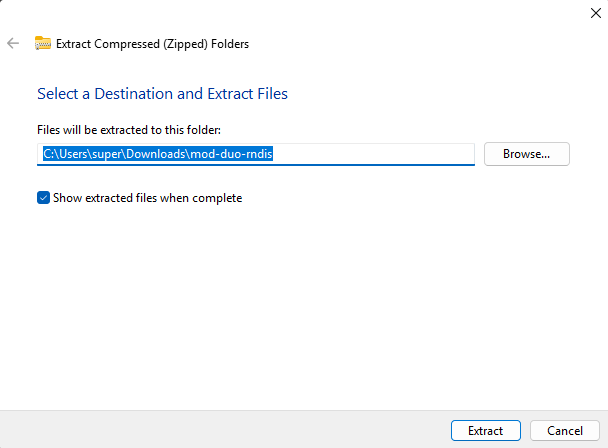 Extract Compressed (Zipped) Folders
Select a Destination and Extract Files
Files will be extracted to this folder:
C:\Users\super\Downloads\mod-duo-rndis
Browse...
Show extracted files when complete
Extract
Cancel